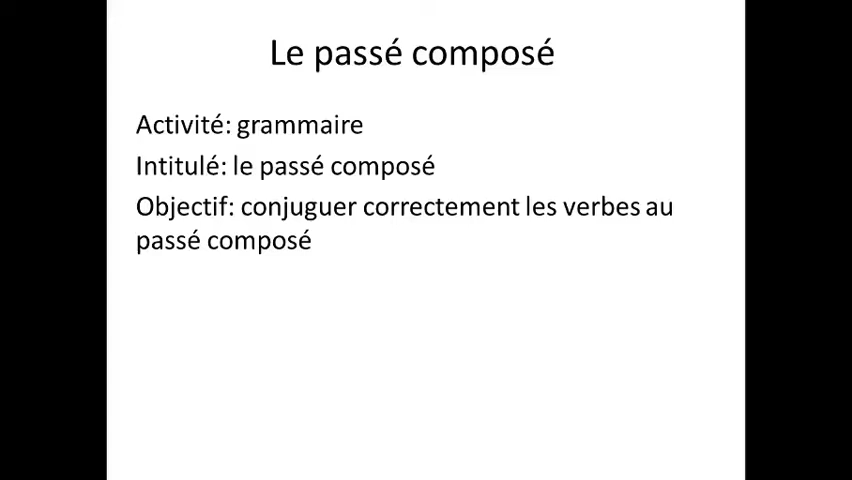 Le passé composé
Activité: grammaire
Intitulé: le passé composé
Objectif: conjuguer correctement les verbes au
passé composé